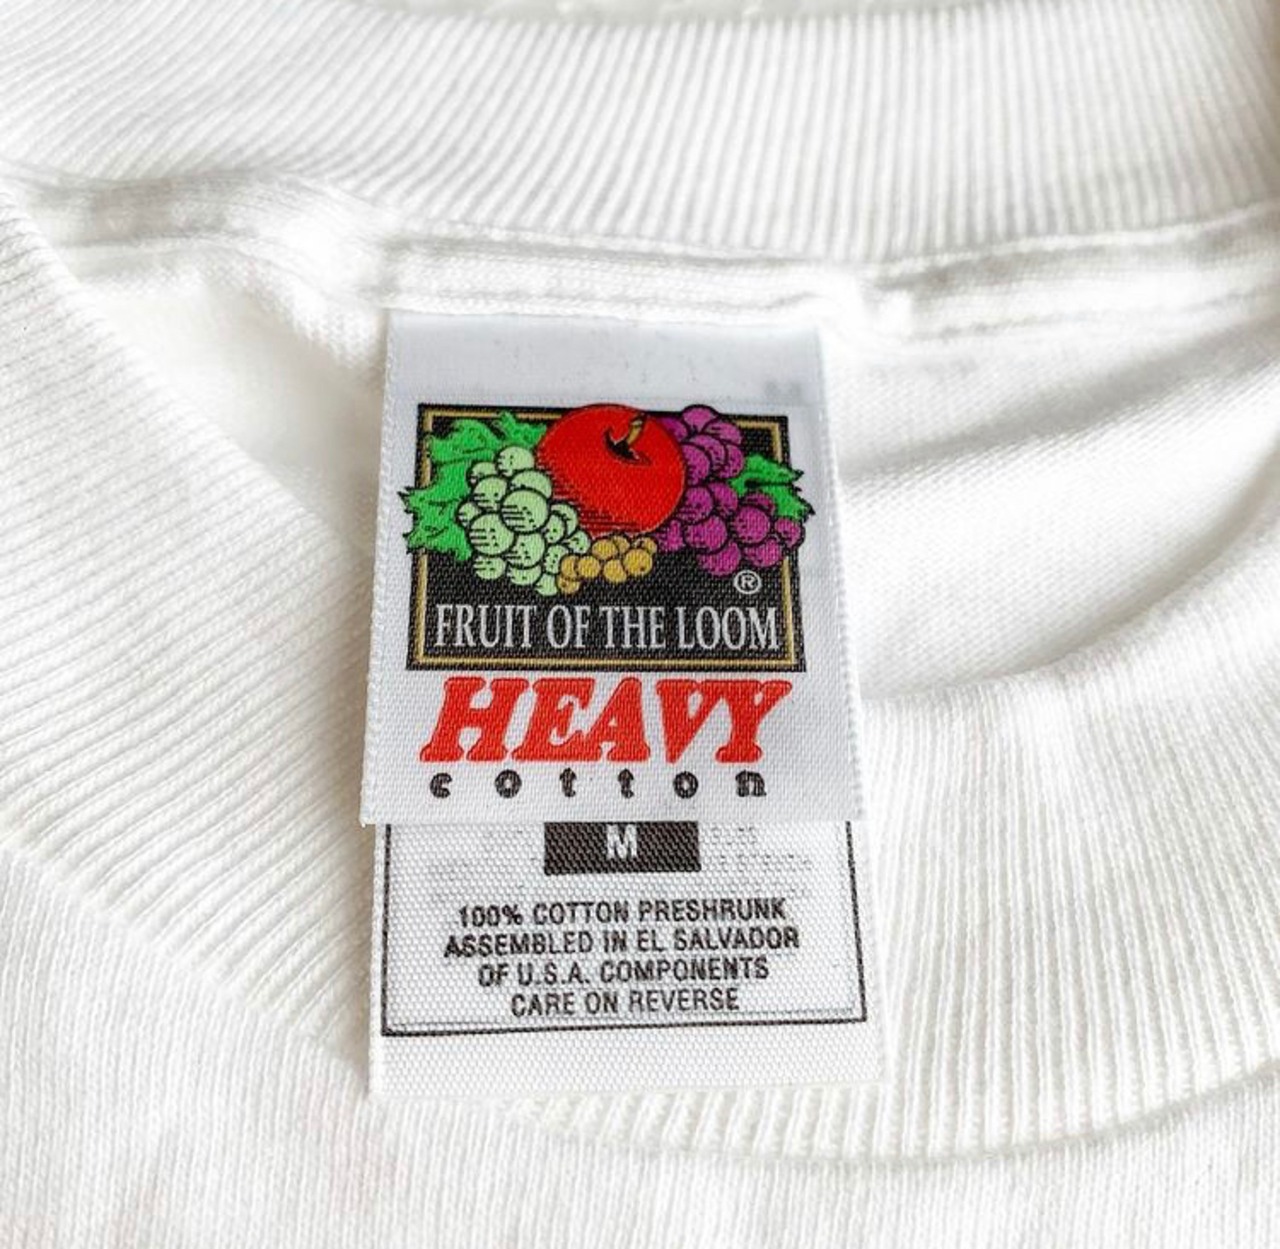 ®
FRUIT OF THE LOOM
HEAVY
cotton
M
100% COTTON PRESHRUNK
ASSEMBLED IN EL SALVADOR
OF U.S.A. COMPONENTS
CARE ON REVERSE